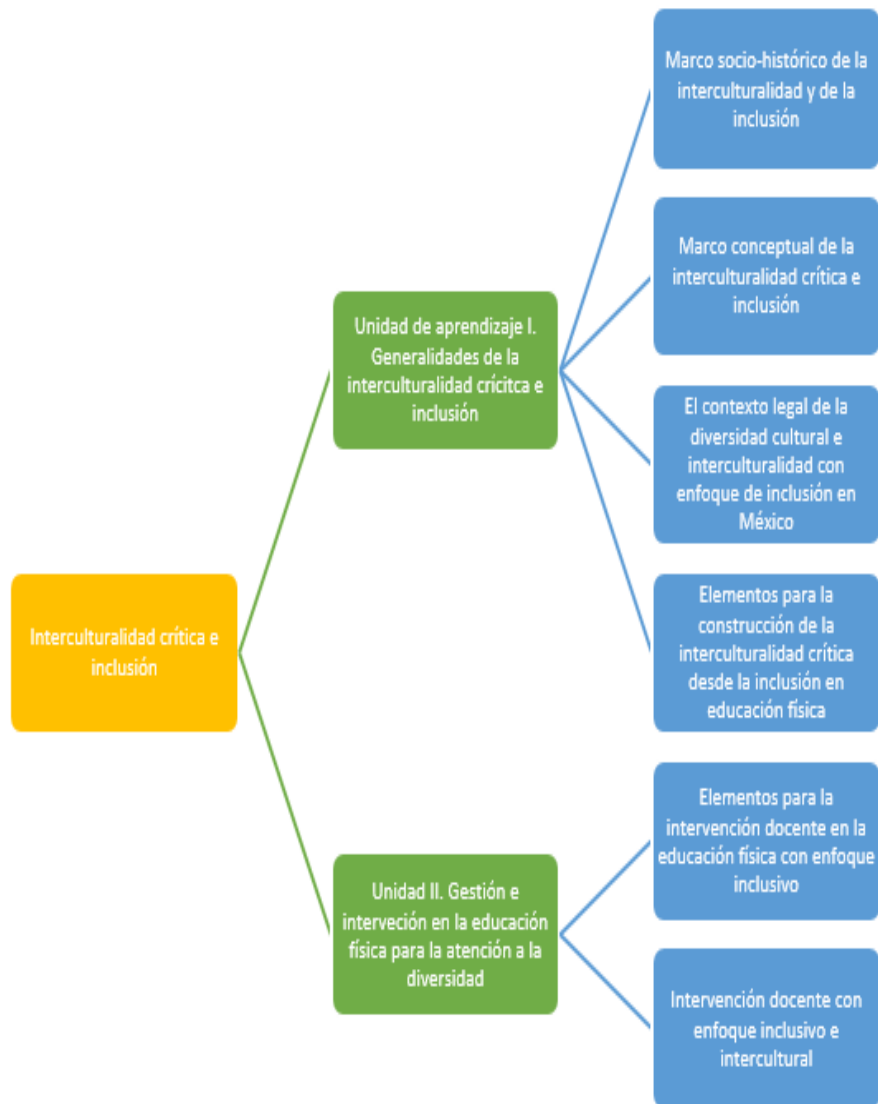 Marco socio-histórico de la
interculturalidad y de la
inclusión
Marco conceptual de la
interculturalidad crítica e
inclusión
Unidad de aprendizaje I.
Generalidades de la
interculturalidad crícitca e
inclusión
El contexto legal de la
diversidad cultural e
interculturalidad con
enfoque de inclusión en
México
Interculturalidad crítica e
inclusión
Elementos para la
construcción de la
interculturalidad crítica
desde la inclusión en
educación física
Elementos para la
intervención docente en la
educación física con enfoque
inclusivo
Unidad II. Gestión e
interveción en la educación
física para la atención a la
diversidad
Intervención docente con
enfoque inclusivo e
intercultural